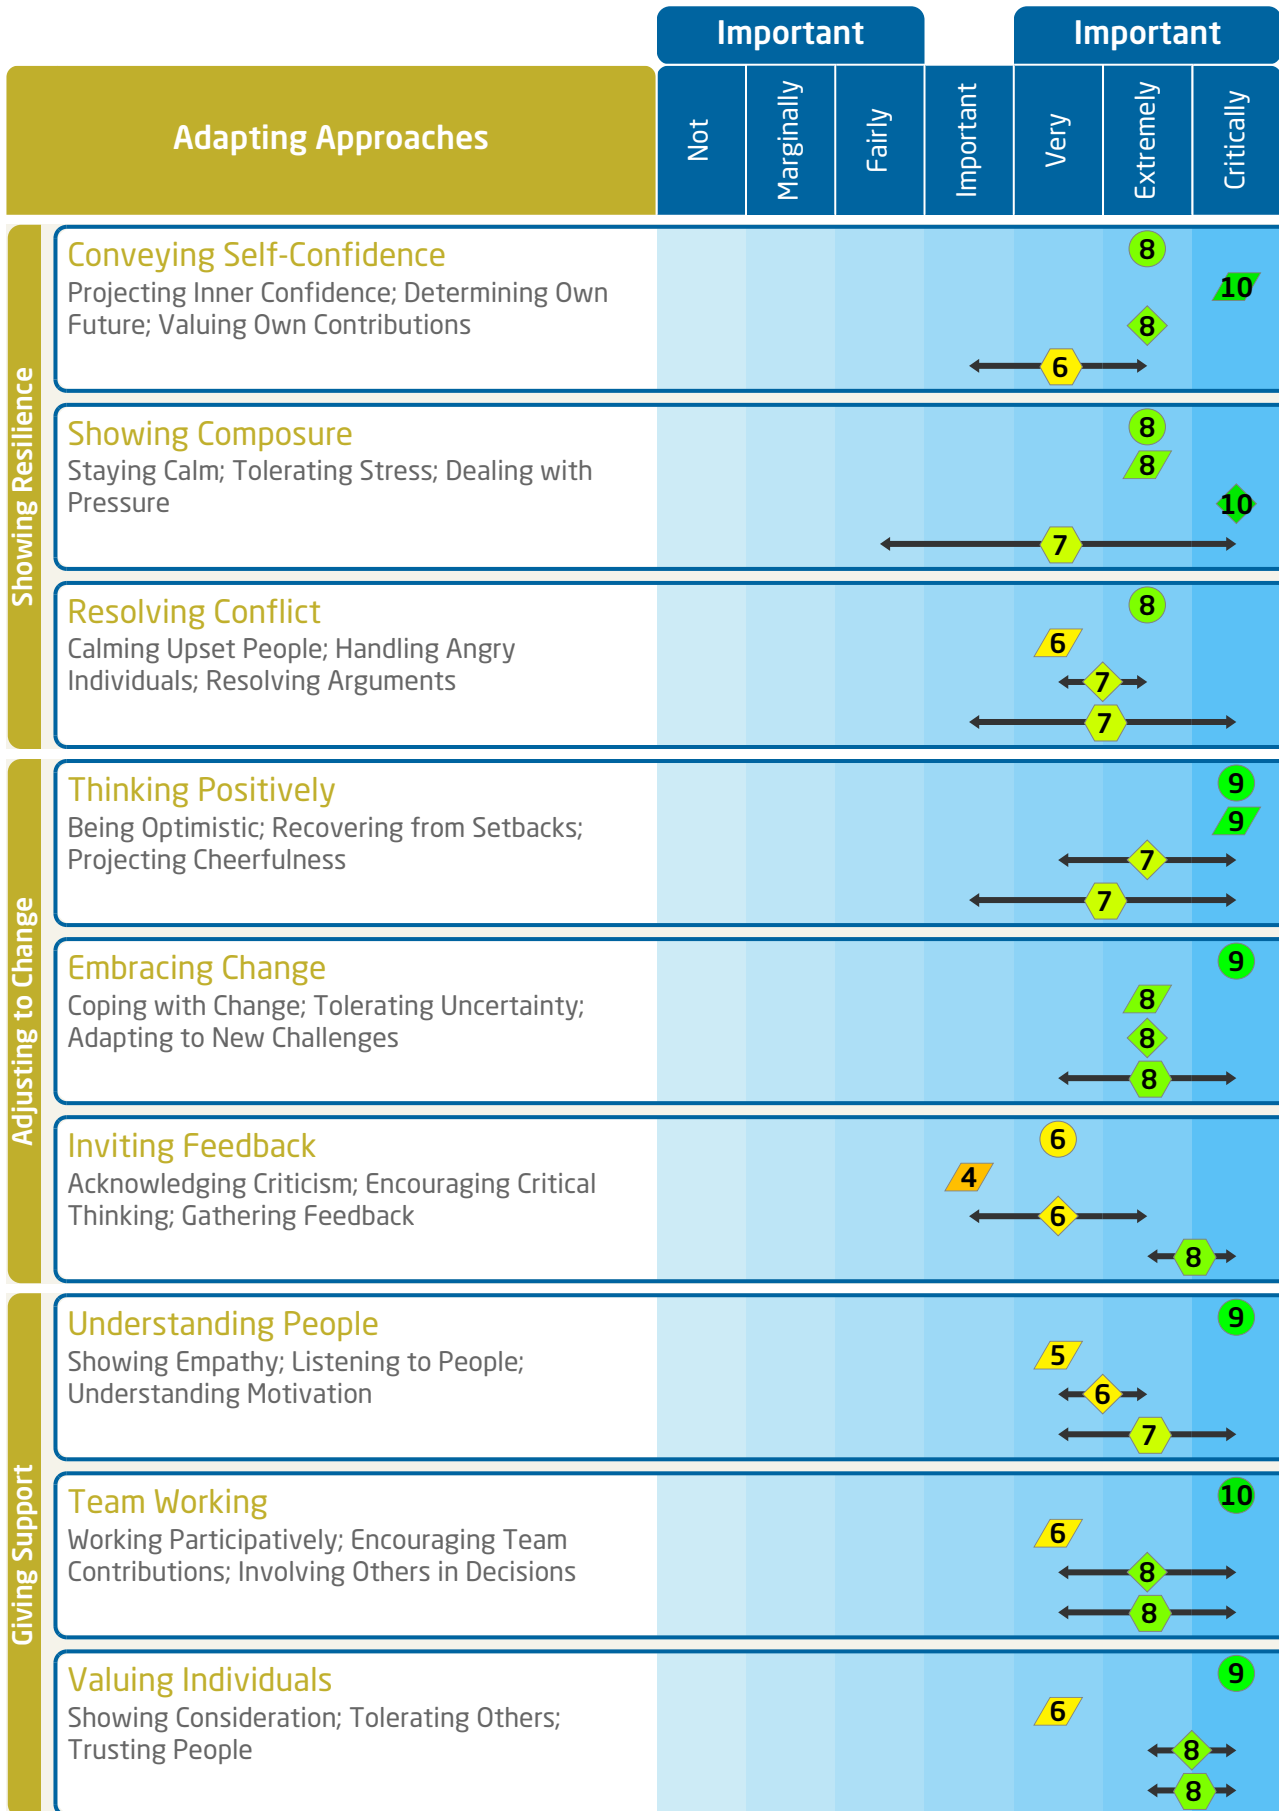 Important
Important
Adapting Approaches
Not
Marginally
Fairly
Important
Very
Extremely
Critically
Showing Resilience
Conveying Self-Confidence
Projecting Inner Confidence; Determining Own
Future; Valuing Own Contributions
8
10
8
6
Showing Composure
Staying Calm; Tolerating Stress; Dealing with
Pressure
8
8
10
7
Resolving Conflict
Calming Upset People; Handling Angry
Individuals; Resolving Arguments
8
6
7
7
Adjusting to Change
Thinking Positively
Being Optimistic; Recovering from Setbacks;
Projecting Cheerfulness
9
9
7
7
Embracing Change
Coping with Change; Tolerating Uncertainty;
Adapting to New Challenges
9
8
8
8
Inviting Feedback
Acknowledging Criticism; Encouraging Critical
Thinking; Gathering Feedback
6
4
6
8
Giving Support
Understanding People
Showing Empathy; Listening to People;
Understanding Motivation
9
5
6
7
Team Working
Working Participatively; Encouraging Team
Contributions; Involving Others in Decisions
10
6
8
8
Valuing Individuals
Showing Consideration; Tolerating Others;
Trusting People
9
6
8
8